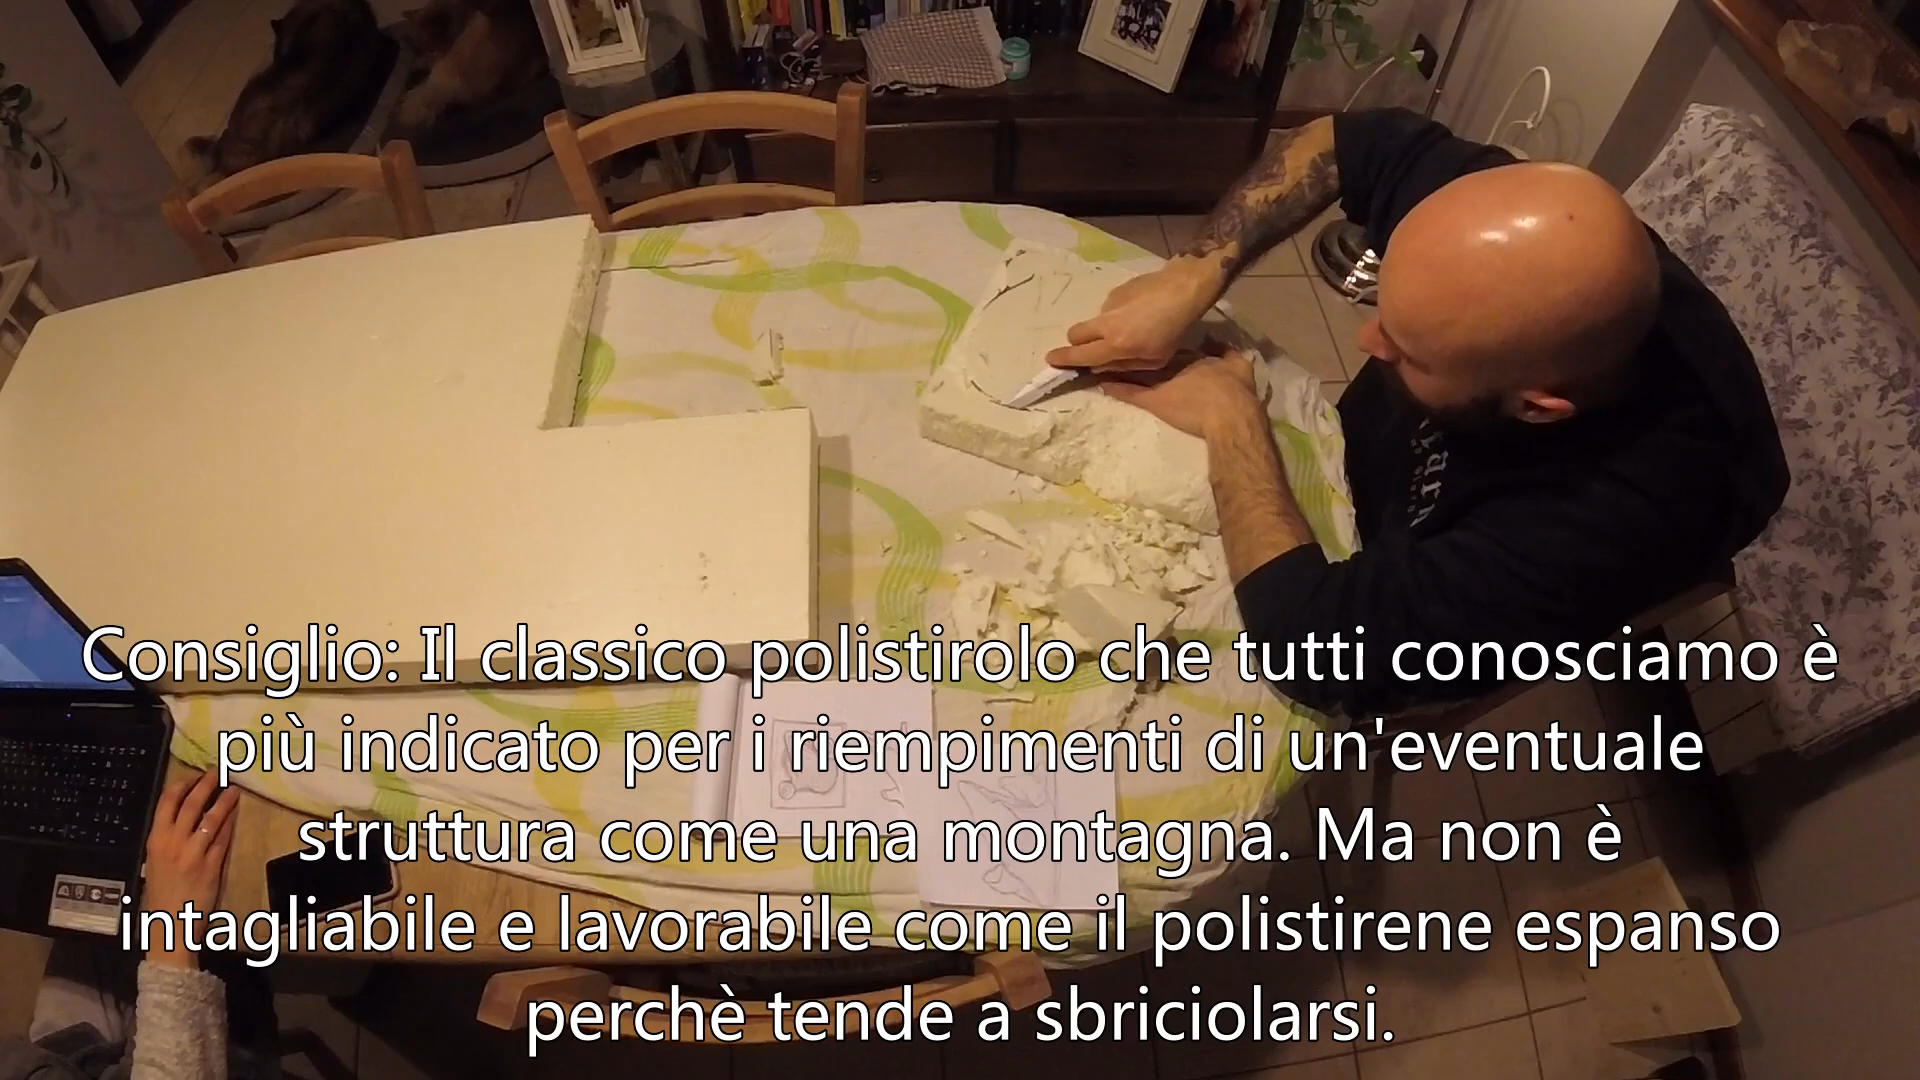 Consiglio: Il classico polistirolo che tutti conosciamo è
più indicato per i riempimenti di un'eventuale
struttura come una montagna. Ma non è
intagliabile e lavorabile come il polistirene espanso
perchè tende a sbriciolarsi.